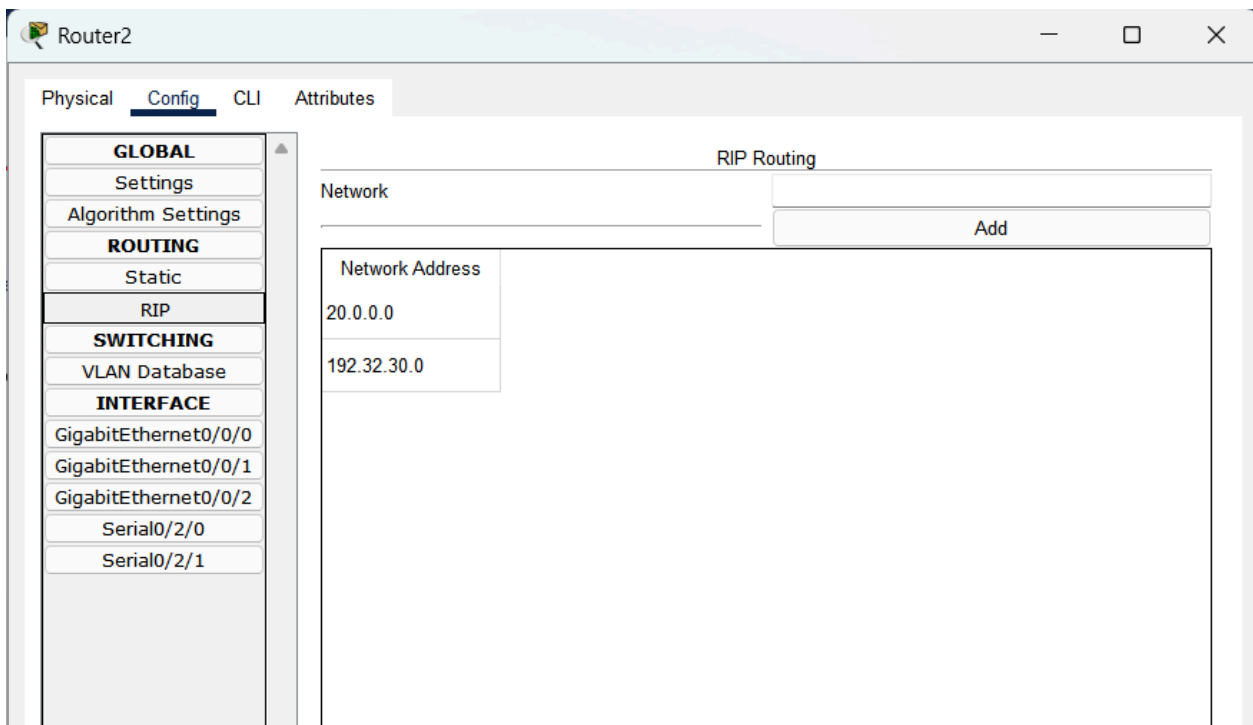 Router2
Physical Config CLI Attributes
GLOBAL
Settings
Algorithm Settings
ROUTING
Static
RIP
SWITCHING
VLAN Database
INTERFACE
GigabitEthernet0/0/0
GigabitEthernet0/0/1
GigabitEthernet0/0/2
Serial0/2/0
Serial0/2/1
RIP Routing
Network
Add
Network Address
20.0.0.0
192.32.30.0